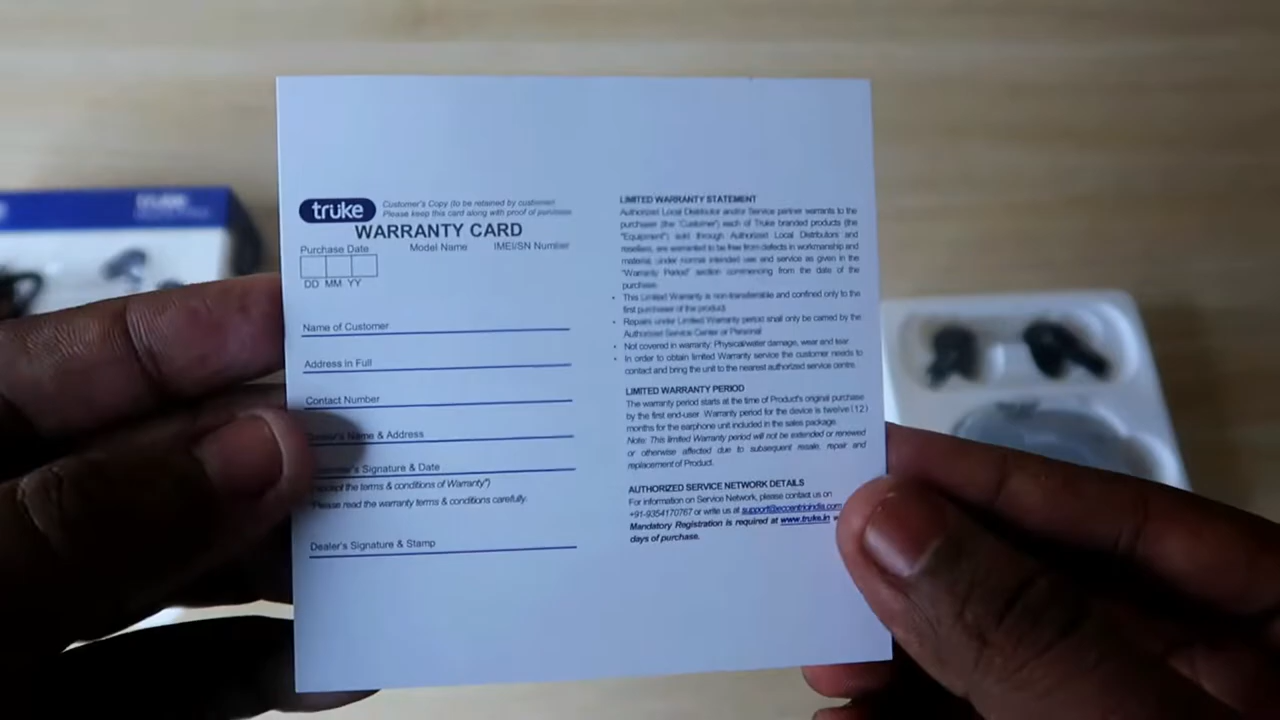 truke
Customer's Copy (to be retained by customer)
Please keep this card along with proof of purchase
WARRANTY CARD
Purchase Date
Model Name
IMEI/SN Number
DD MM YY
Name of Customer
Address in Full
Contact Number
Name & Address
Signature & Date
the terms & conditions of Warranty")
Please read the warranty terms & conditions carefully.
Dealer's Signature & Stamp
LIMITED WARRANTY STATEMENT
Authorized Local Distributor and/or Service partner warrants to the
purchaser (the "Customer") each of Truke branded products (the
"Equipment") sold through Authorized Local Distributors and
resellers, are warranted to be free from defects in workmanship and
material, under normal intended use and service as given in the
"Warranty Period" section commencing from the date of the
purchase.
• This Limited Warranty is non-transferable and confined only to the
first purchaser of the product.
• Repairs under Limited Warranty period shall only be carried by the
Authorized Service Center or Personal
• Not covered in warranty: Physical/water damage, wear and tear.
• In order to obtain limited Warranty service the customer needs to
contact and bring the unit to the nearest authorized service centre.
LIMITED WARRANTY PERIOD
The warranty period starts at the time of Product's original purchase
by the first end-user. Warranty period for the device is twelve (12)
months for the earphone unit included in the sales package.
Note: This limited Warranty period will not be extended or renewed
or otherwise affected due to subsequent resale, repair and
replacement of Product.
AUTHORIZED SERVICE NETWORK DETAILS
For information on Service Network, please contact us on
+91-9354170767 or write us at support@eccentricindia.com
Mandatory Registration is required at www.truke.in
days of purchase.